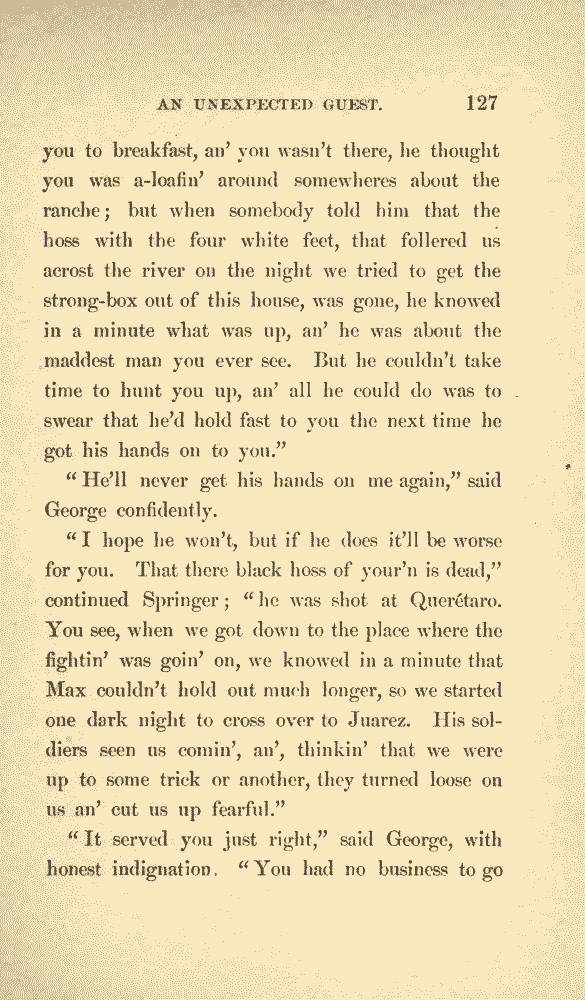 AN UNEXPECTED GUEST. 127
you to breakfast, an' you wasn't there, he thought
you was a-loafin' around somewheres about the
ranche; but when somebody told him that the
hoss with the four white feet, that follered us
acrost the river on the night we tried to get the
strong-box out of this house, was gone, he knowed
in a minute what was up, an' he was about the
maddest man you ever see. But he couldn't take
time to hunt you up, an' all he could do was to
swear that he'd hold fast to you the next time he
got his hands on to you."
"He'll never get his hands on me again," said
George confidently.
"I hope he won't, but if he does it'll be worse
for you. That there black hoss of your'n is dead,"
continued Springer; "he was shot at Querétaro.
You see, when we got down to the place where the
fightin' was goin' on, we knowed in a minute that
Max couldn't hold out much longer, so we started
one dark night to cross over to Juarez. His sol-
diers seen us comin', an', thinkin' that we were
up to some trick or another, they turned loose on
us an' cut us up fearful."
"It served you just right," said George, with
honest indignation. "You had no business to go